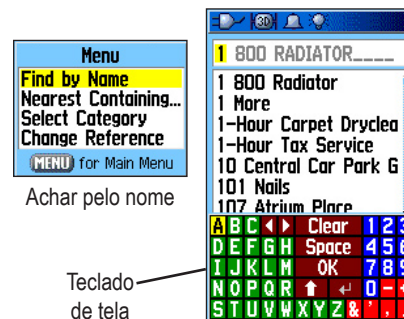 Menu
Find by Name
Nearest Containing...
Select Category
Change Reference
MENU for Main Menu
Achar pelo nome
3D
1 800 RADIATOR____
1 800 Radiator
1 More
1-Hour Carpet Dryclea
1-Hour Tax Service
10 Central Car Park G
101 Nails
107 Atrium Place
A B C Clear 1 2 3
D E F G H Space 4 5 6
I J K L M OK 7 8 9
N O P Q R 0 - +
S T U V W X Y Z & ' ,
Teclado
de tela